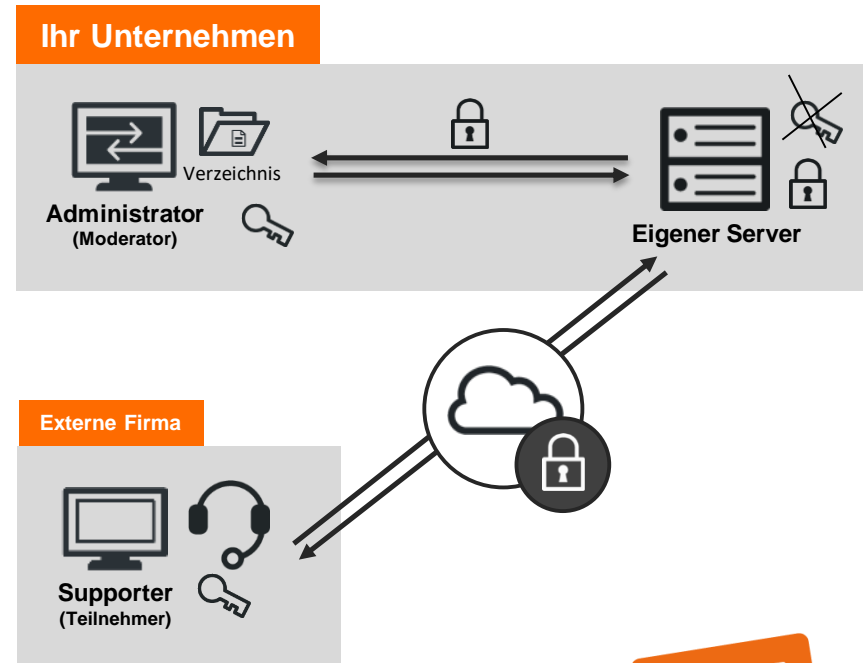 Ihr Unternehmen
Verzeichnis
Administrator
(Moderator)
Eigener Server
Externe Firma
Supporter
(Teilnehmer)